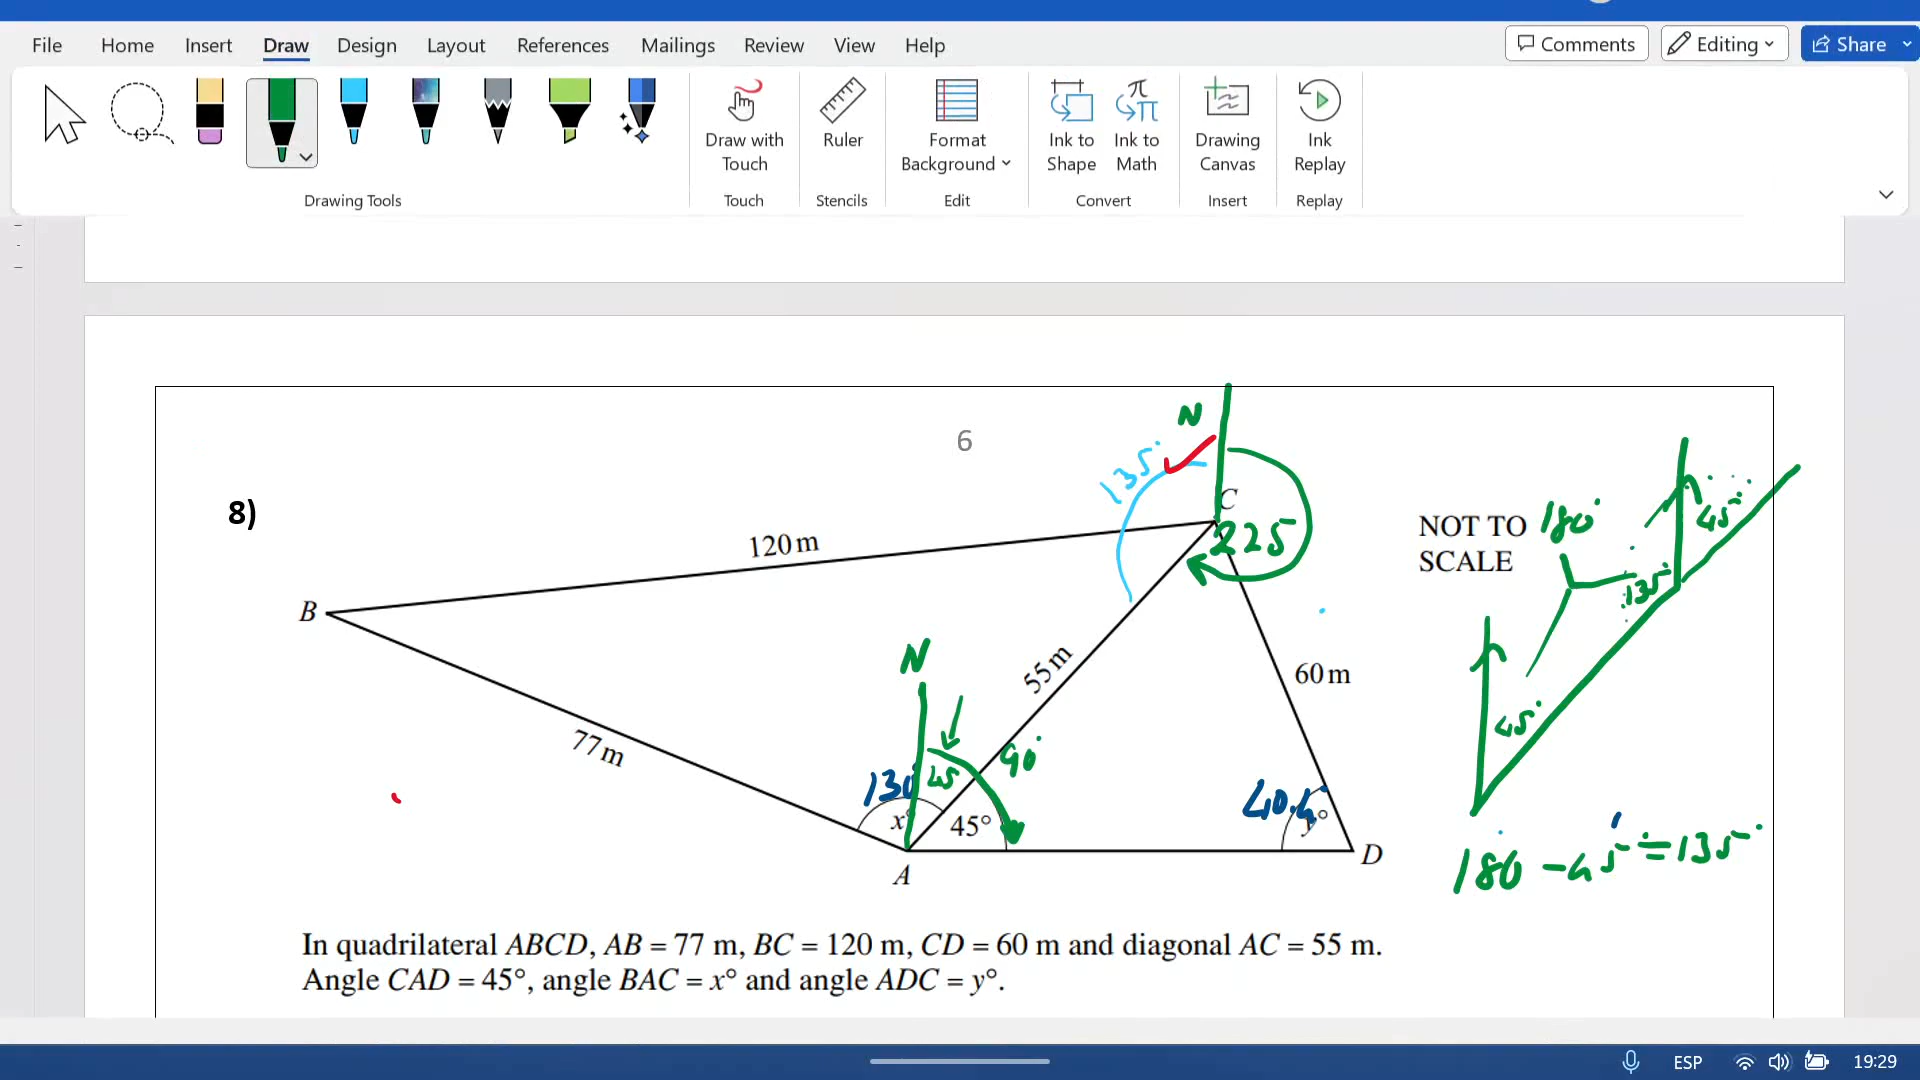 File Home Insert Draw Design Layout References Mailings Review View Help Comments Editing Share
Draw with Touch
Ruler
Format Background
Ink to Shape
Ink to Math
Drawing Canvas
Ink Replay
Drawing Tools Touch Stencils Edit Convert Insert Replay
6
N
135°
8)
C
225
120 m
NOT TO SCALE
180°
45°
135°
B
N
55 m
60 m
77 m
90°
45
130°
40.4
x°
45°
y°
45°
A
D
180 - 45 = 135°
In quadrilateral ABCD, AB = 77 m, BC = 120 m, CD = 60 m and diagonal AC = 55 m.
Angle CAD = 45°, angle BAC = x° and angle ADC = y°.
ESP 19:29